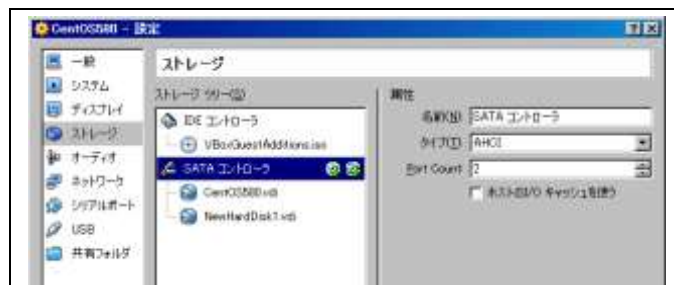 CentOS580 - 設定
一般
システム
ディスプレイ
ストレージ
オーディオ
ネットワーク
シリアルポート
USB
共有フォルダ
ストレージ
ストレージ ツリー(S)
IDE コントローラ
VBoxGuestAdditions.iso
SATA コントローラ
CentOS580.vdi
NewHardDisk1.vdi
属性
名前(N) SATA コントローラ
タイプ(T) AHCI
Port Count 2
ホストのI/O キャッシュを使う